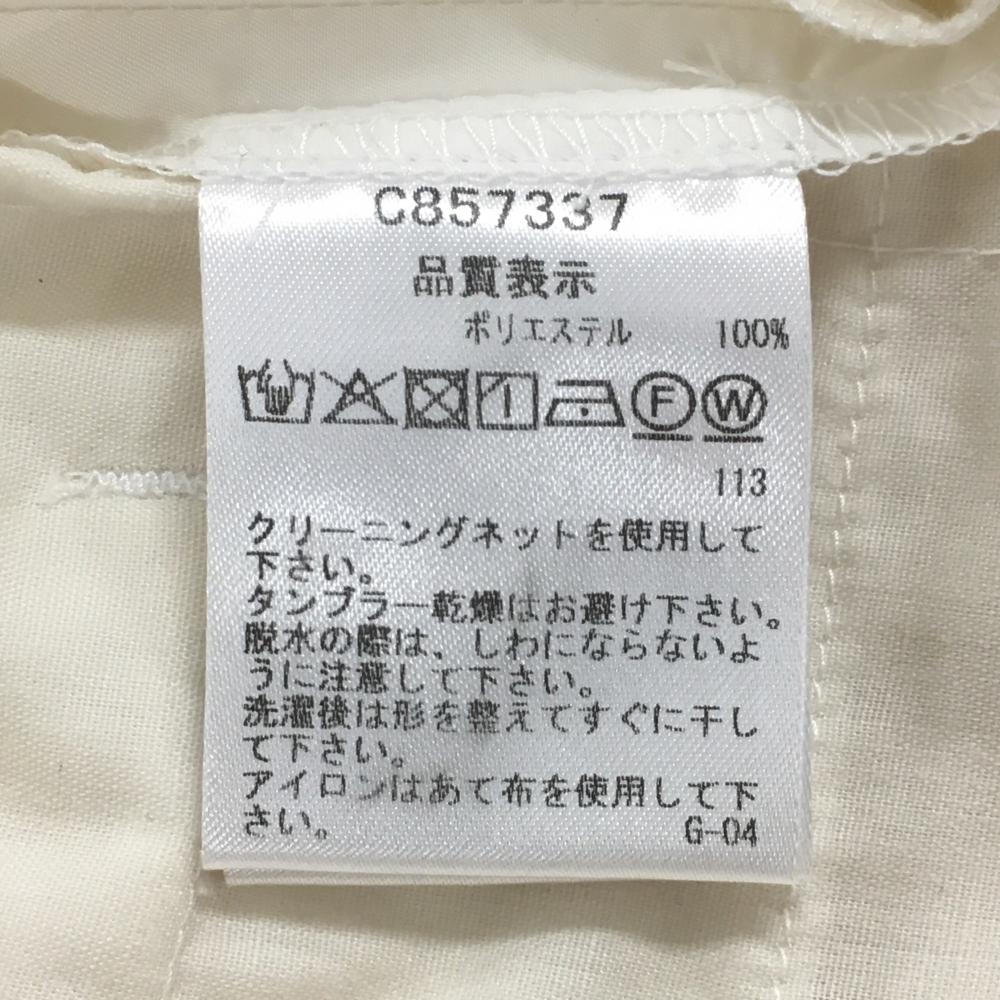 C857337
品質表示
ポリエステル 100%
F W
113
クリーニングネットを使用して
下さい。
タンブラー乾燥はお避け下さい。
脱水の際は、しわにならないよ
うに注意して下さい。
洗濯後は形を整えてすぐに干し
て下さい。
アイロンはあて布を使用して下
さい。 G-04